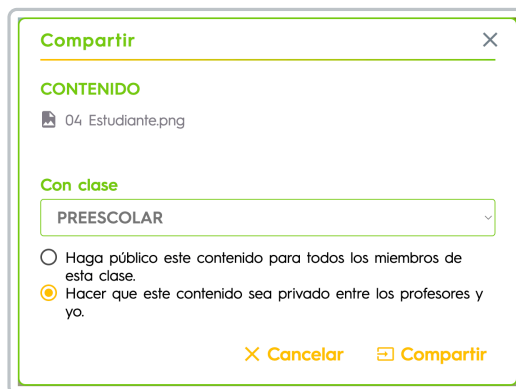 Compartir
CONTENIDO
04 Estudiante.png
Con clase
PREESCOLAR
Haga público este contenido para todos los miembros de
esta clase.
Hacer que este contenido sea privado entre los profesores y
yo.
Cancelar Compartir